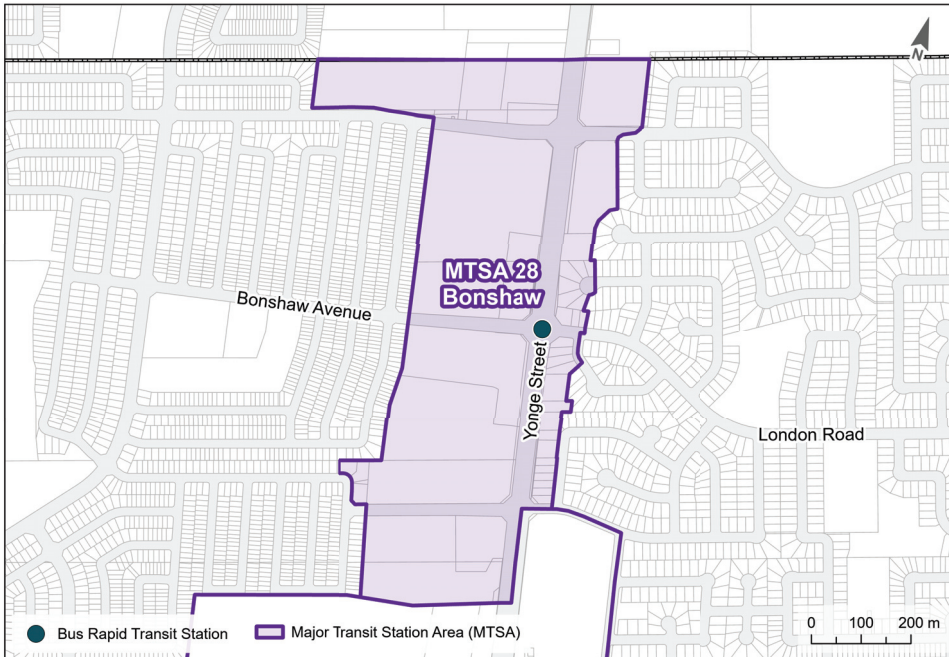 N
MTSA 28
Bonshaw
Bonshaw Avenue
Yonge Street
London Road
Bus Rapid Transit Station
Major Transit Station Area (MTSA)
0 100 200 m